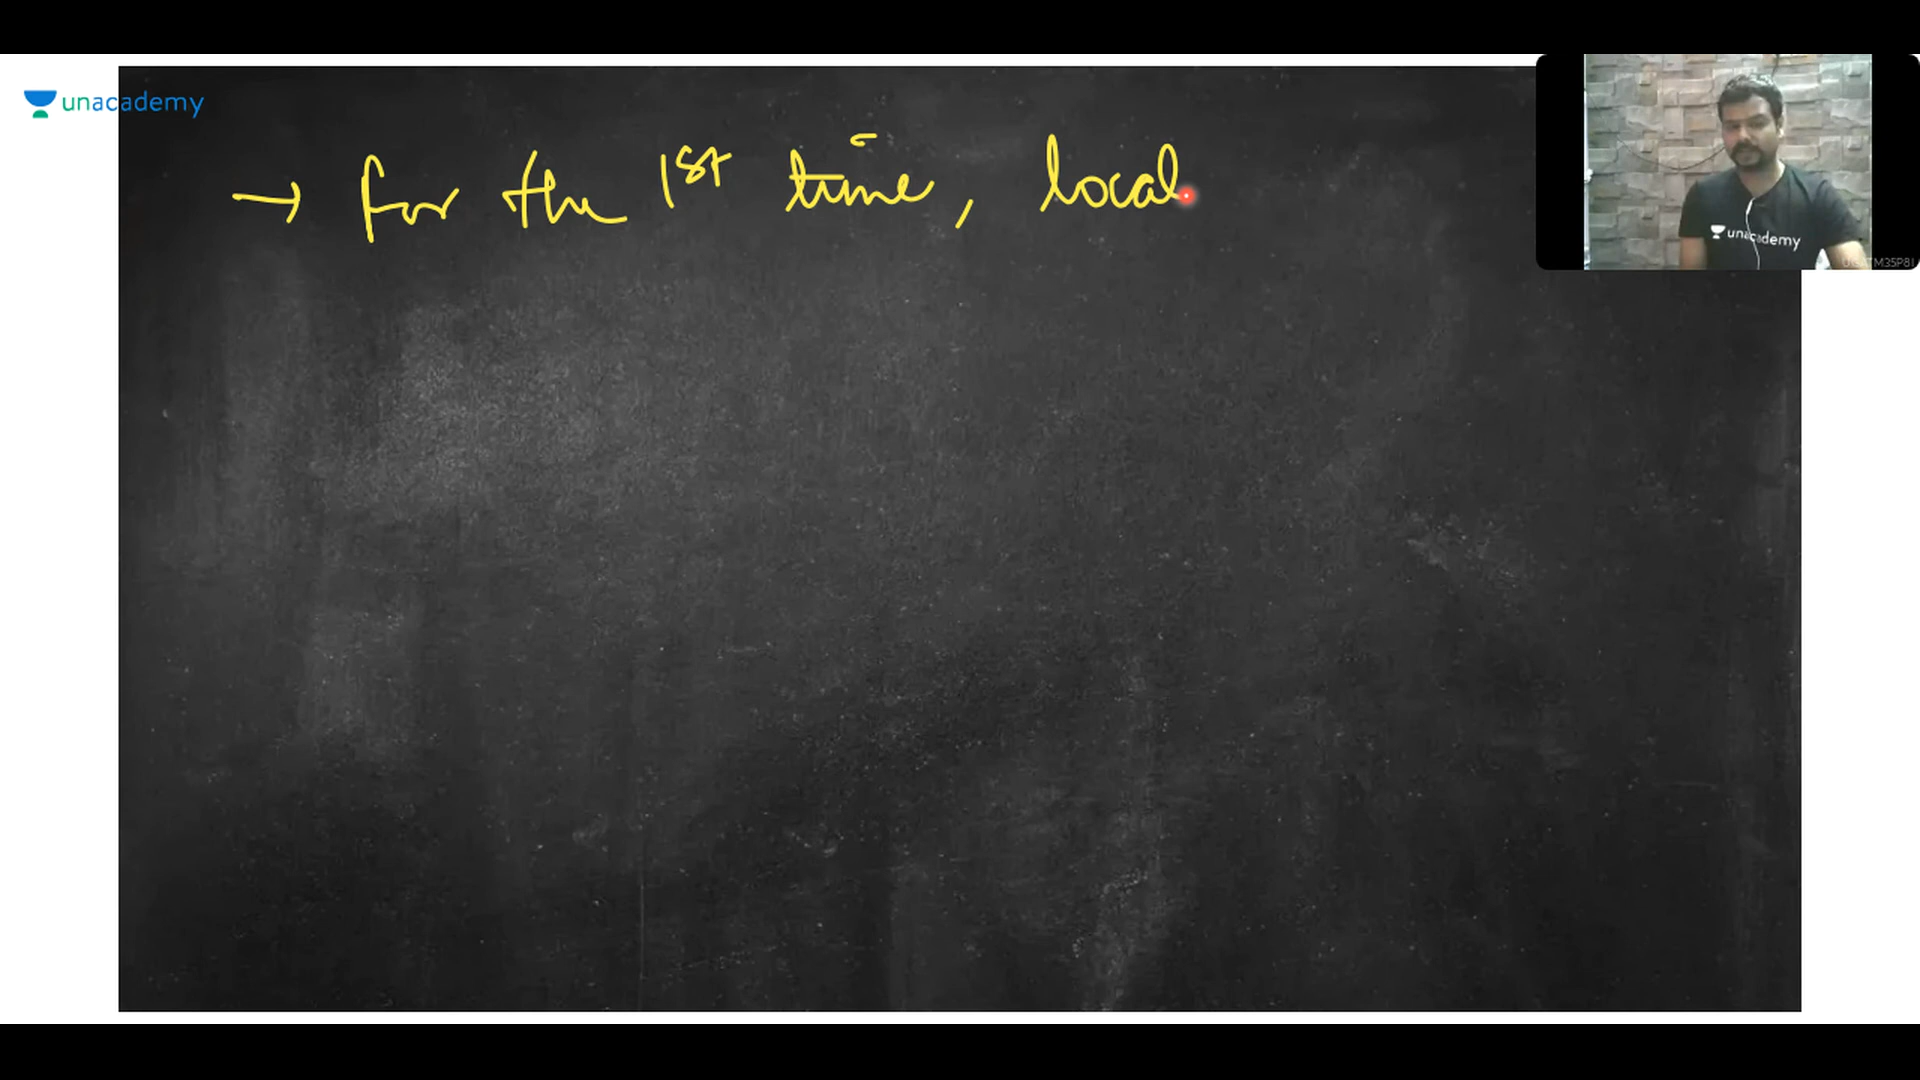 unacademy
→ for the 1st time, local
unacademy